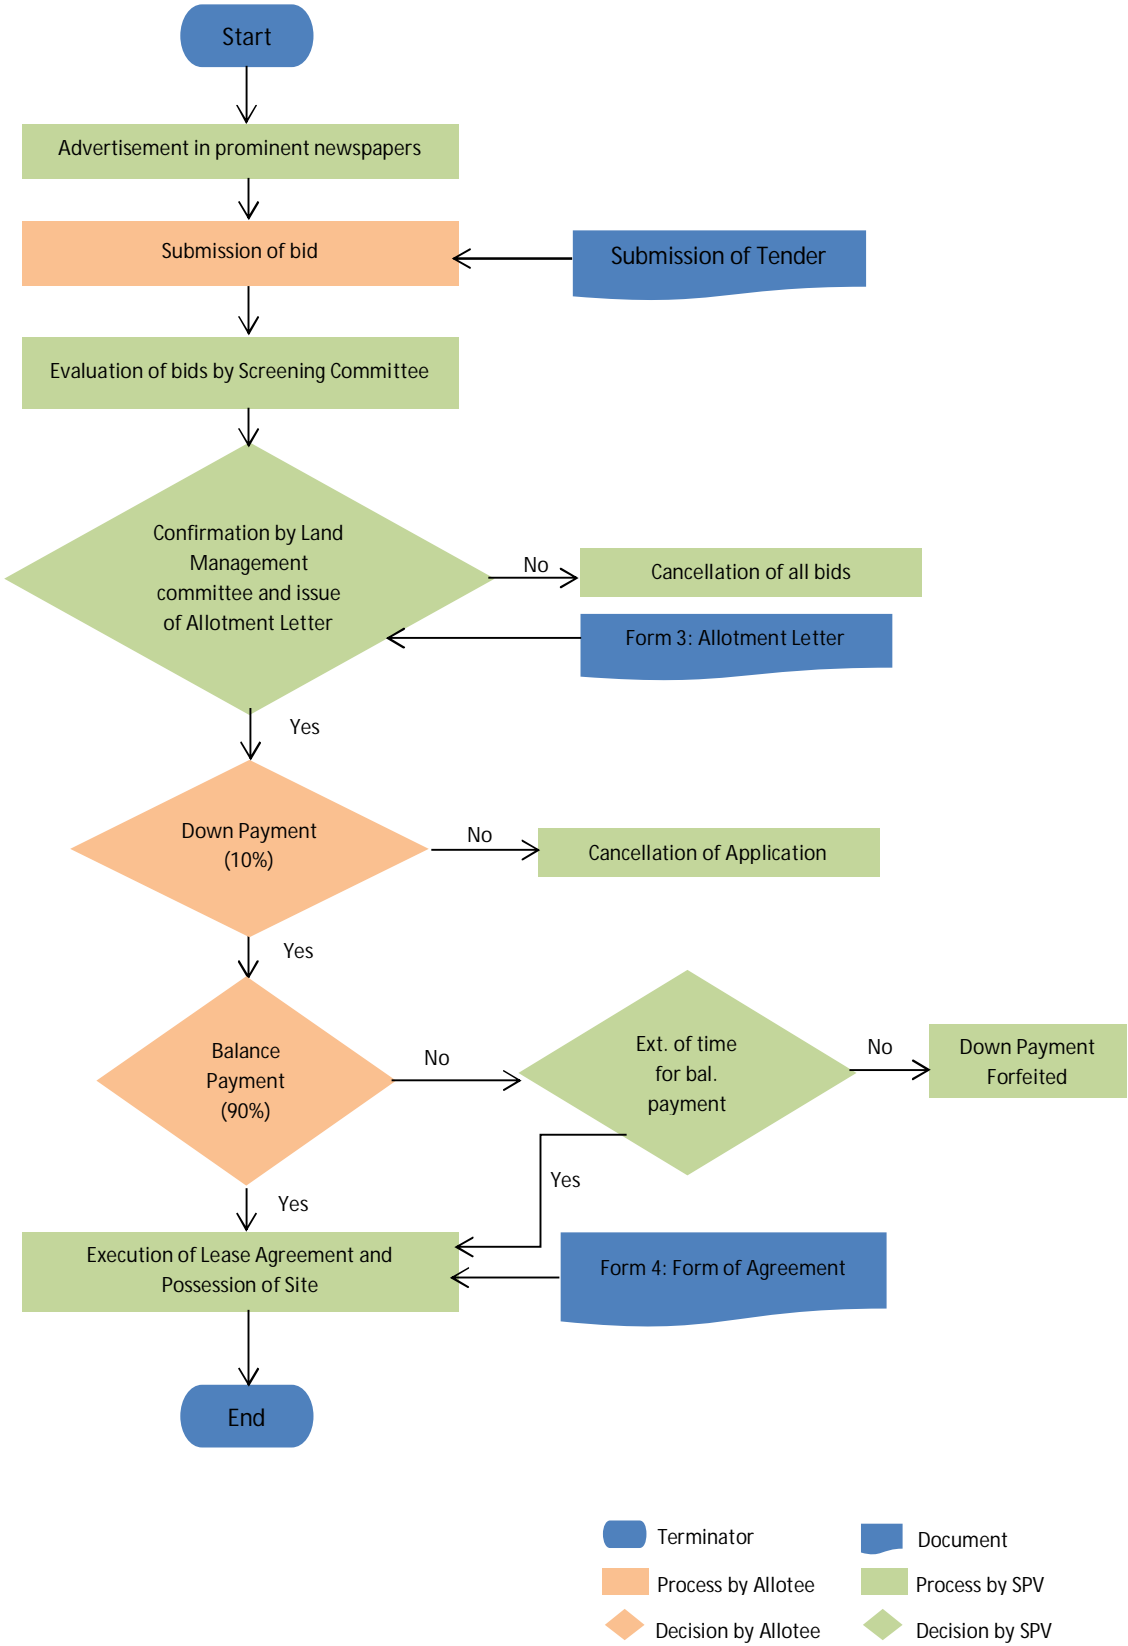 Start
Advertisement in prominent newspapers
Submission of bid
Submission of Tender
Evaluation of bids by Screening Committee
Confirmation by Land
Management
committee and issue
of Allotment Letter
No
Cancellation of all bids
Form 3: Allotment Letter
Yes
Down Payment
(10%)
No
Cancellation of Application
Yes
Balance
Payment
(90%)
No
Ext. of time
for bal.
payment
No
Down Payment
Forfeited
Yes
Yes
Execution of Lease Agreement and
Possession of Site
Form 4: Form of Agreement
End
Terminator
Document
Process by Allotee
Process by SPV
Decision by Allotee
Decision by SPV